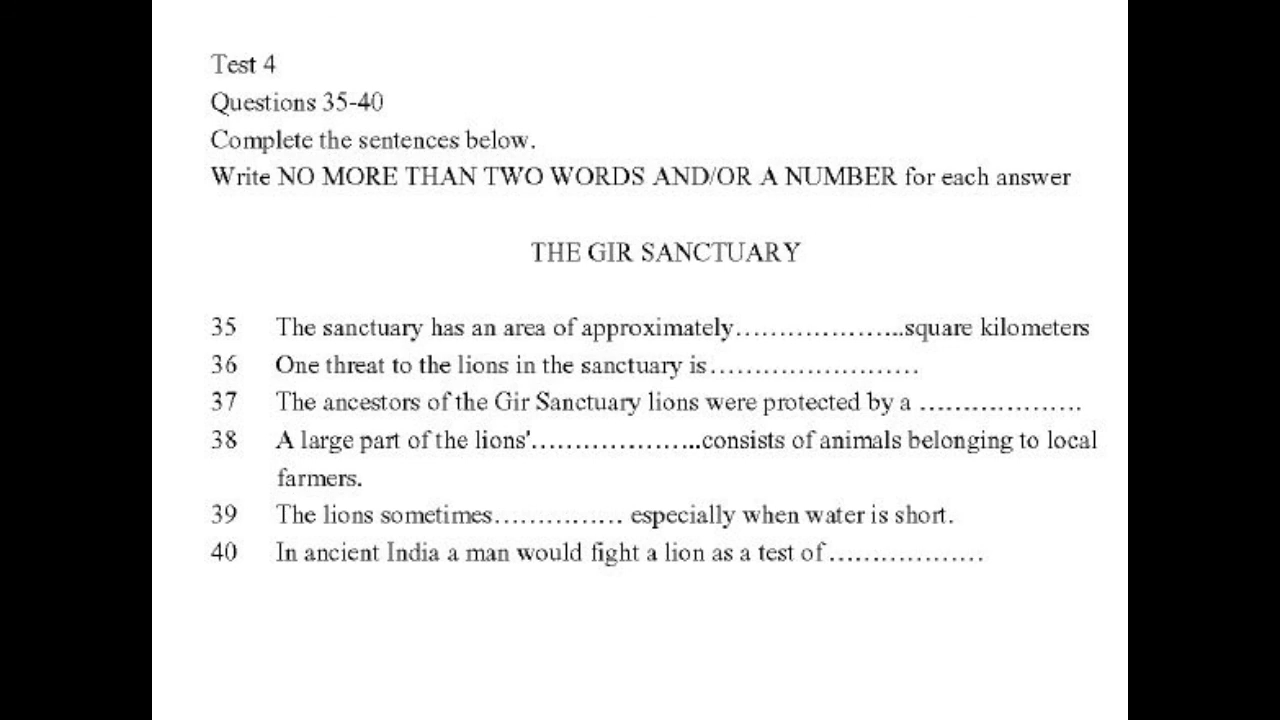 Test 4
Questions 35-40
Complete the sentences below.
Write NO MORE THAN TWO WORDS AND/OR A NUMBER for each answer
THE GIR SANCTUARY
35 The sanctuary has an area of approximately………………..square kilometers
36 One threat to the lions in the sanctuary is……………………
37 The ancestors of the Gir Sanctuary lions were protected by a ……………….
38 A large part of the lions'………………..consists of animals belonging to local
farmers.
39 The lions sometimes…………… especially when water is short.
40 In ancient India a man would fight a lion as a test of………………